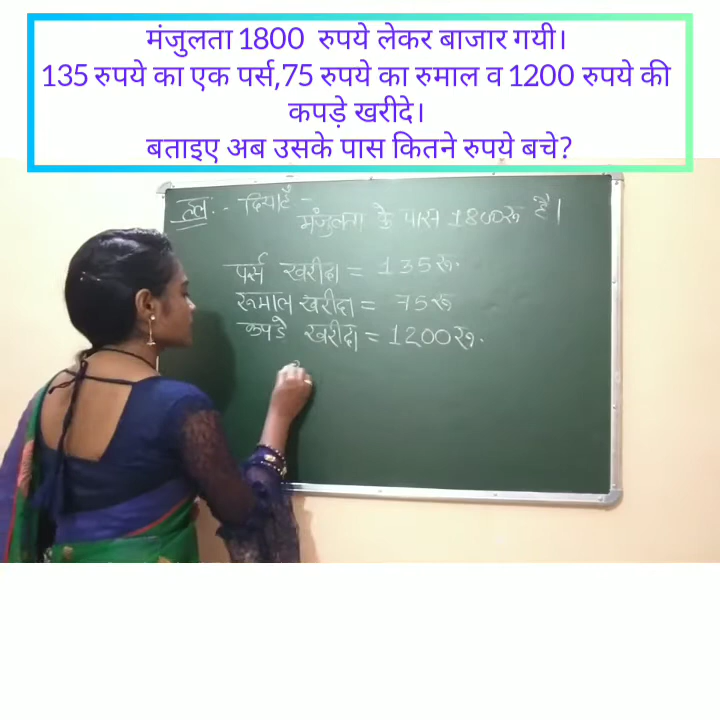 मंजुलता 1800 रुपये लेकर बाजार गयी।
135 रुपये का एक पर्स,75 रुपये का रुमाल व 1200 रुपये की
कपड़े खरीदे।
बताइए अब उसके पास कितने रुपये बचे?
हल:- दिया है -
मंजुलता के पास 1800रू है।
पर्स खरीदा = 135रू.
रूमाल खरीदा = 75रू
कपडे खरीदा = 1200रू.